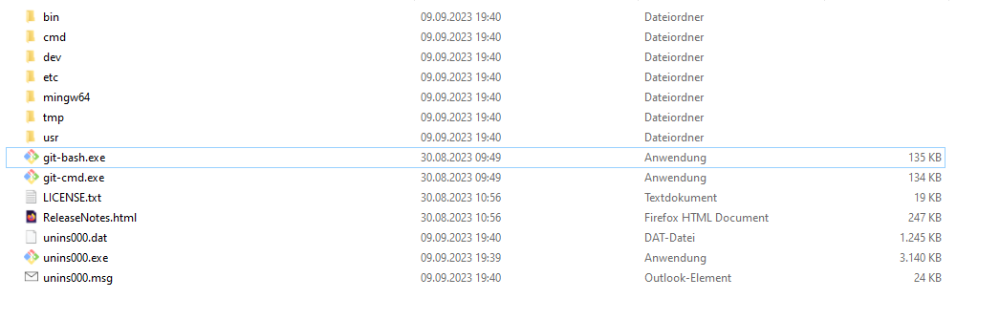 bin 09.09.2023 19:40 Dateiordner
cmd 09.09.2023 19:40 Dateiordner
dev 09.09.2023 19:40 Dateiordner
etc 09.09.2023 19:40 Dateiordner
mingw64 09.09.2023 19:40 Dateiordner
tmp 09.09.2023 19:40 Dateiordner
usr 09.09.2023 19:40 Dateiordner
git-bash.exe 30.08.2023 09:49 Anwendung 135 KB
git-cmd.exe 30.08.2023 09:49 Anwendung 134 KB
LICENSE.txt 30.08.2023 10:56 Textdokument 19 KB
ReleaseNotes.html 30.08.2023 10:56 Firefox HTML Document 247 KB
unins000.dat 09.09.2023 19:40 DAT-Datei 1.245 KB
unins000.exe 09.09.2023 19:39 Anwendung 3.140 KB
unins000.msg 09.09.2023 19:40 Outlook-Element 24 KB